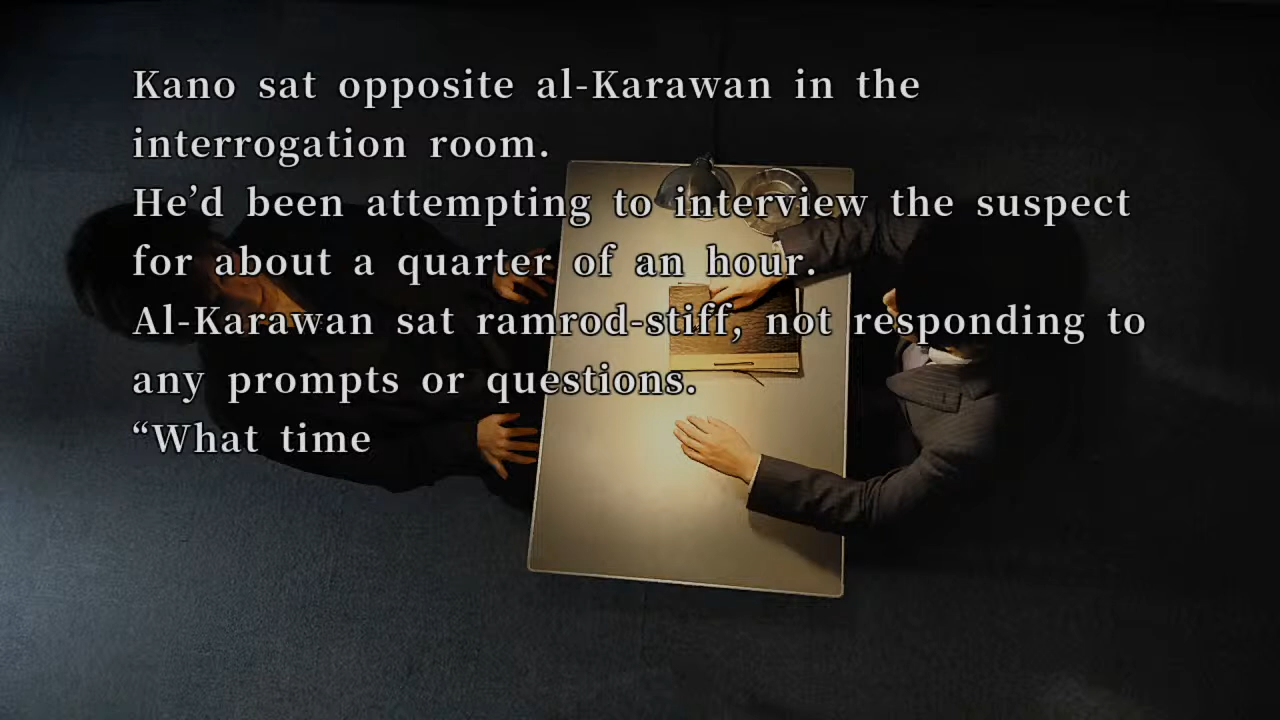 Kano sat opposite al-Karawan in the
interrogation room.
He’d been attempting to interview the suspect
for about a quarter of an hour.
Al-Karawan sat ramrod-stiff, not responding to
any prompts or questions.
“What time